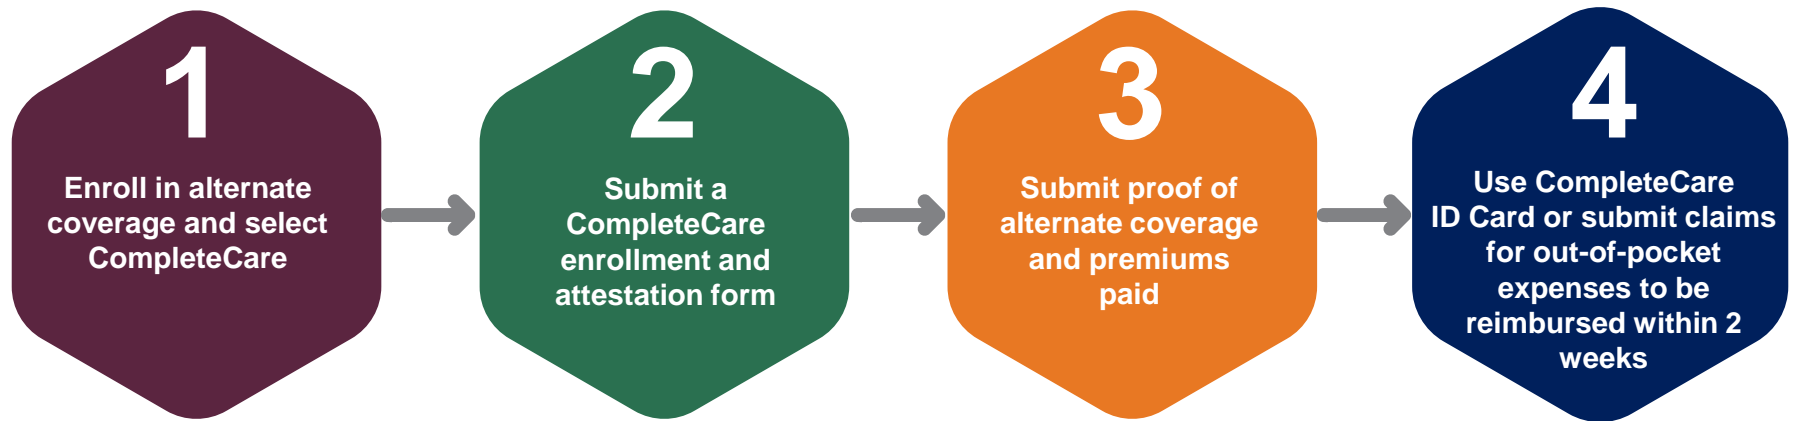 1
Enroll in alternate
coverage and select
CompleteCare
2
Submit a
CompleteCare
enrollment and
attestation form
3
Submit proof of
alternate coverage
and premiums
paid
4
Use CompleteCare
ID Card or submit claims
for out-of-pocket
expenses to be
reimbursed within 2
weeks